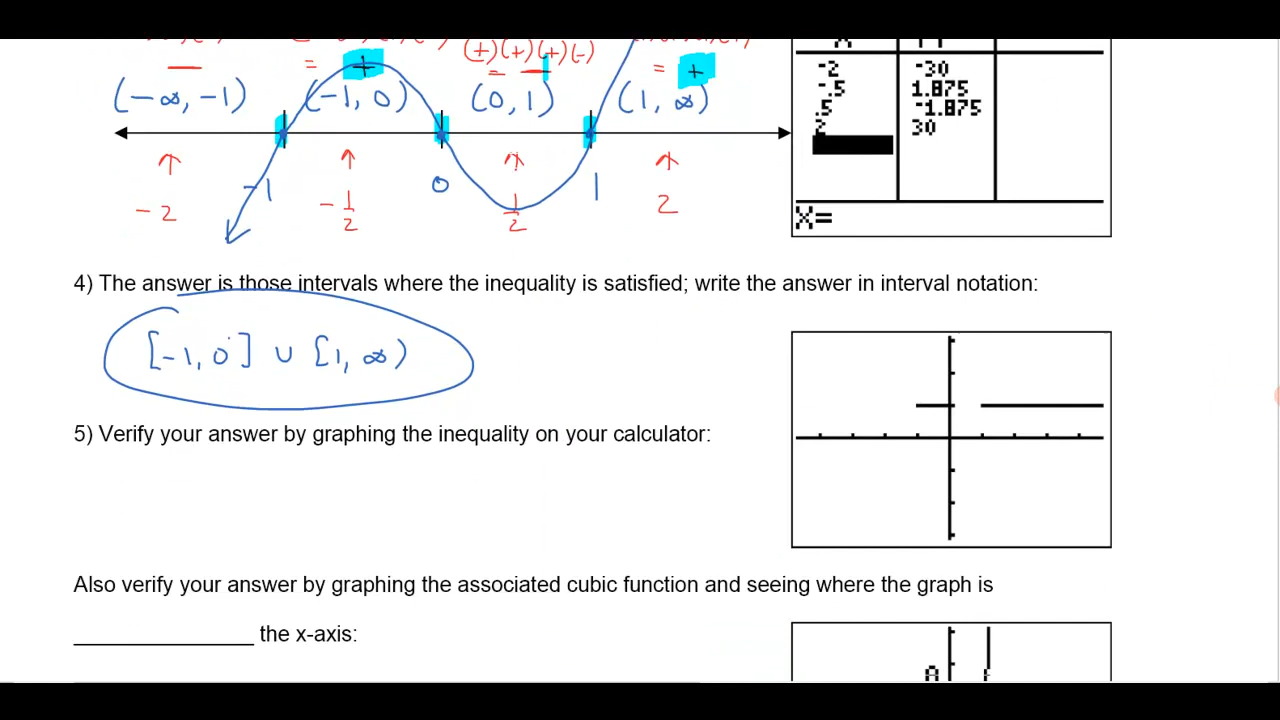 (+)(+)(+)(-)
= + = — = +
(-∞, -1) (-1, 0) (0, 1) (1, ∞)
-1 0 1
-2 -1/2 1/2 2
-2 -30
-.5 1.875
.5 -1.875
2 30
X=
4) The answer is those intervals where the inequality is satisfied; write the answer in interval notation:
[-1, 0] ∪ [1, ∞)
5) Verify your answer by graphing the inequality on your calculator:
Also verify your answer by graphing the associated cubic function and seeing where the graph is
_______________ the x-axis: